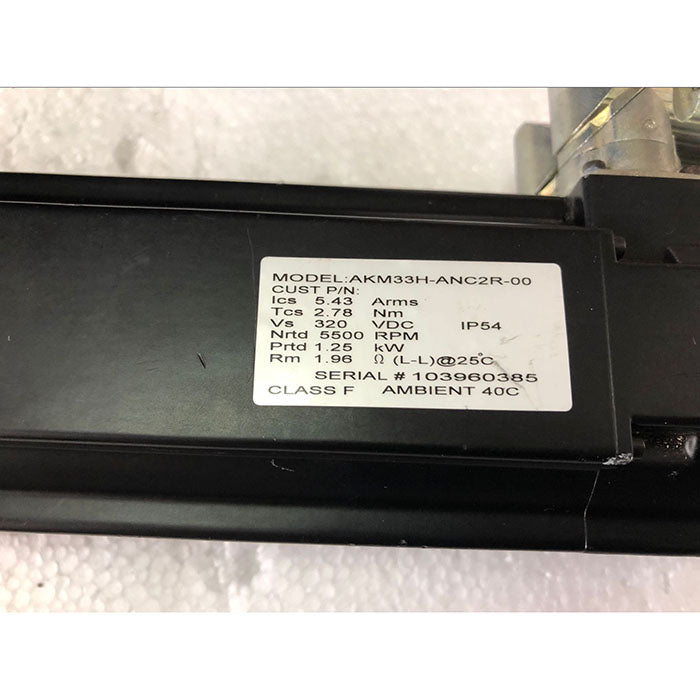 MODEL:AKM33H-ANC2R-00
CUST P/N:
Ics 5.43 Arms
Tcs 2.78 Nm
Vs 320 VDC IP54
Nrtd 5500 RPM
Prtd 1.25 kW
Rm 1.96 Ω (L-L)@25°C
SERIAL # 103960385
CLASS F AMBIENT 40C